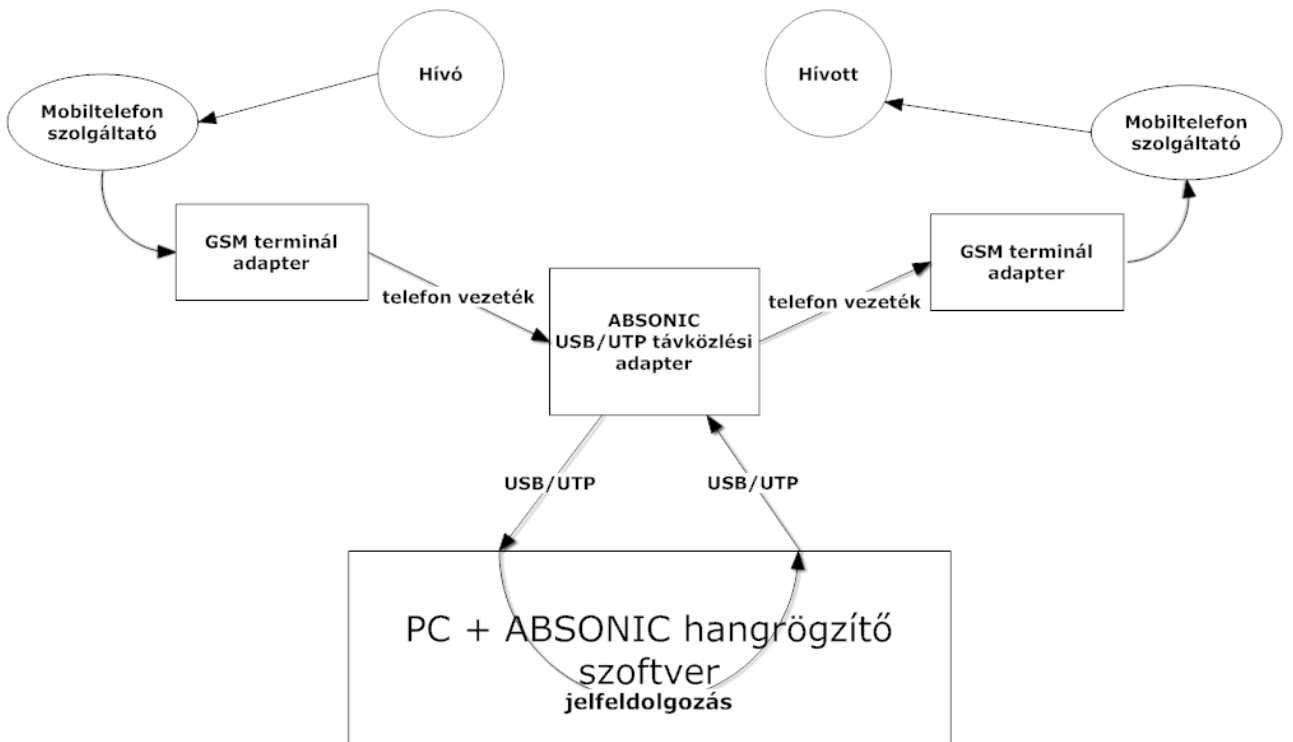 Hívó
Hívott
Mobiltelefon
szolgáltató
Mobiltelefon
szolgáltató
GSM terminál
adapter
GSM terminál
adapter
telefon vezeték
telefon vezeték
ABSONIC
USB/UTP távközlési
adapter
USB/UTP
USB/UTP
PC + ABSONIC hangrögzítő
szoftver
jelfeldolgozás